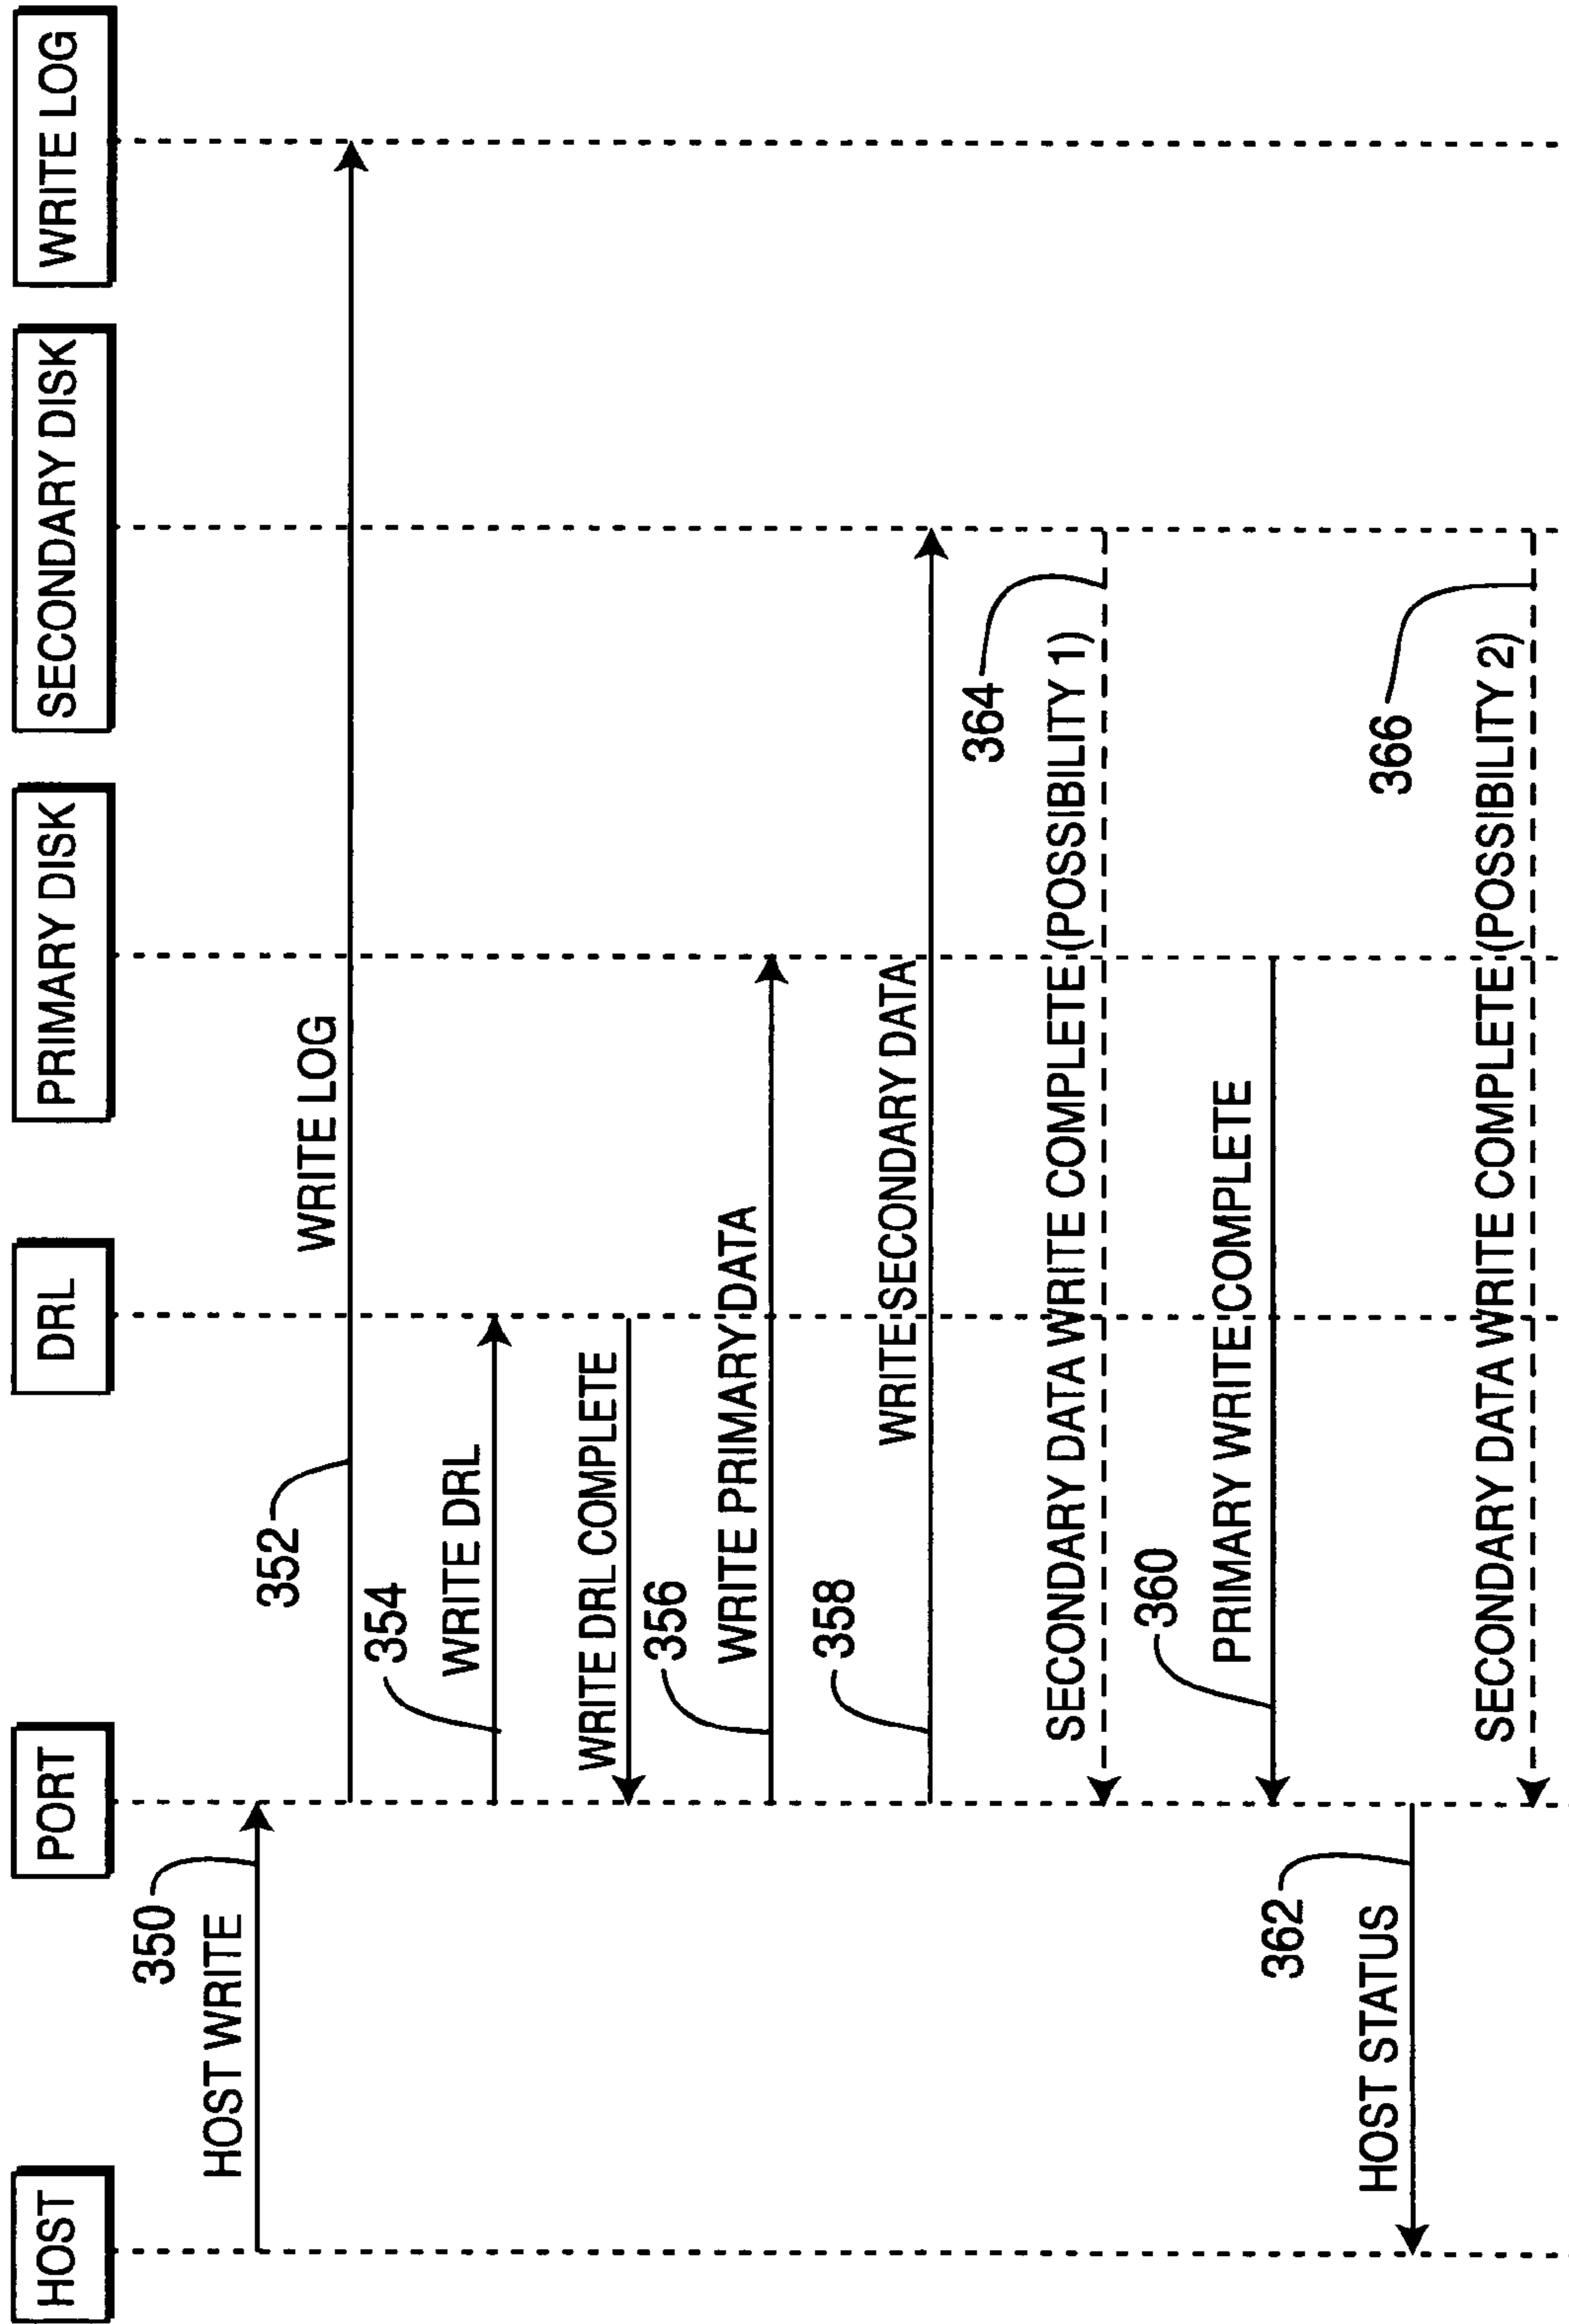 HOST
PORT
DRL
PRIMARY DISK
SECONDARY DISK
WRITE LOG
350
HOST WRITE
WRITE LOG
352
354
WRITE DRL
WRITE DRL COMPLETE
356
WRITE PRIMARY DATA
358
WRITE SECONDARY DATA
364
SECONDARY DATA WRITE COMPLETE (POSSIBILITY 1)
360
PRIMARY WRITE COMPLETE
362
HOST STATUS
366
SECONDARY DATA WRITE COMPLETE (POSSIBILITY 2)